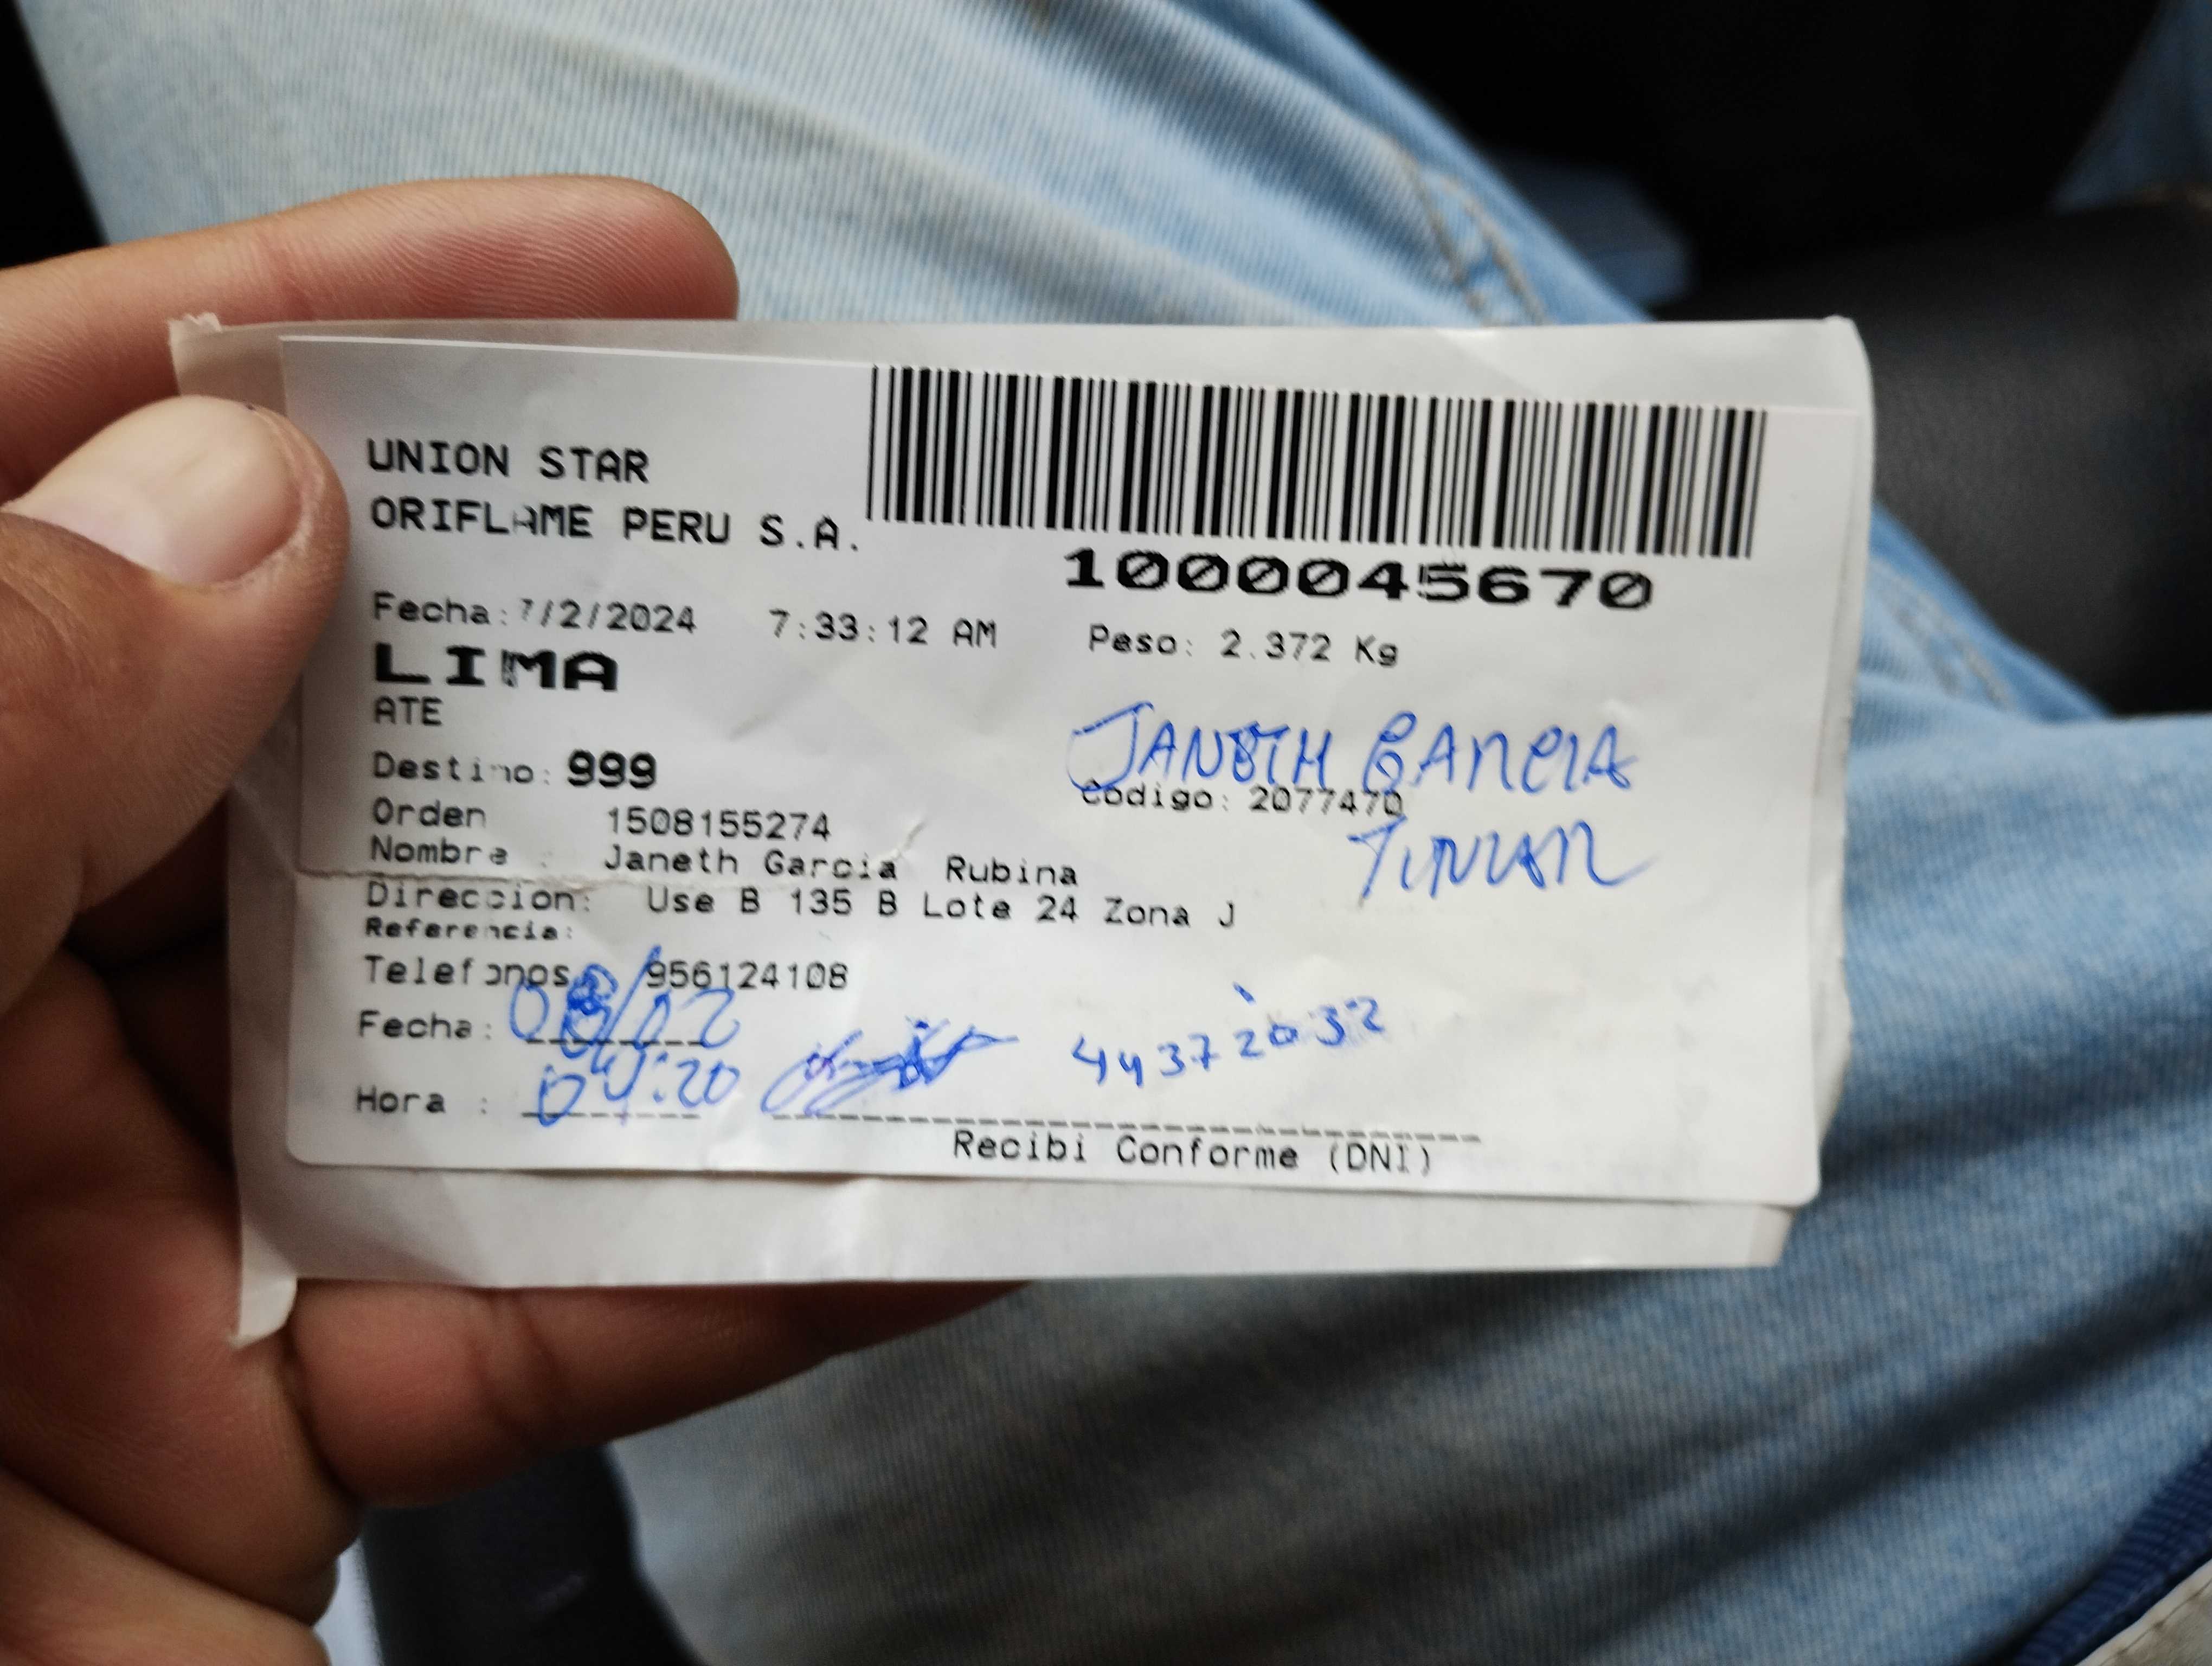 UNION STAR
ORIFLAME PERU S.A.
1000045670
Fecha: 7/2/2024 7:33:12 AM Peso: 2.372 Kg
LIMA
ATE
JANETH GARCIA
Destino: 999
Codigo: 2077470
Orden 1508155274
Nombre : Janeth Garcia Rubina
Direccion: Use B 135 B Lote 24 Zona J
Referencia:
Telefonos 956124108
Fecha: 08/02
44372032
Hora : 04:20
Recibi Conforme (DNI)